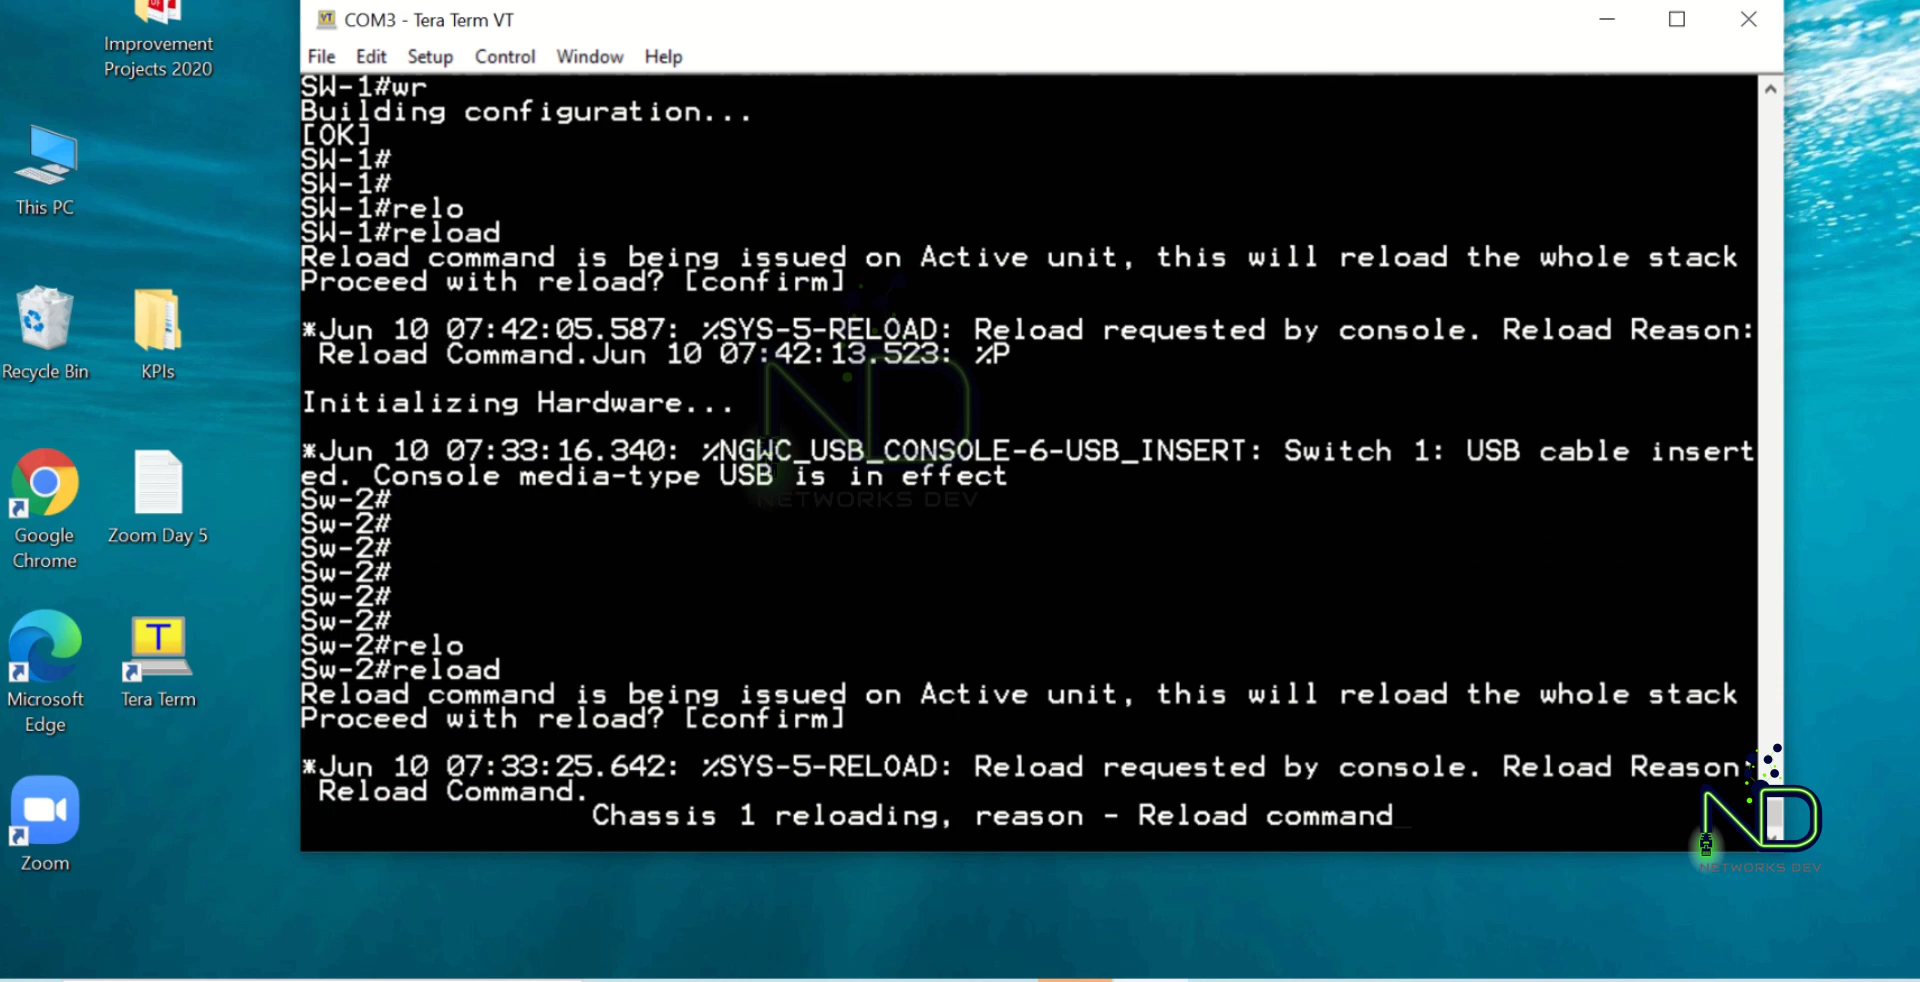 Improvement
Projects 2020
This PC
Recycle Bin
KPIs
Google
Chrome
Zoom Day 5
Microsoft
Edge
T
Tera Term
Zoom
VT
COM3 - Tera Term VT
File Edit Setup Control Window Help
SW-1#wr
Building configuration...
[OK]
SW-1#
SW-1#
SW-1#relo
SW-1#reload
Reload command is being issued on Active unit, this will reload the whole stack
Proceed with reload? [confirm]
*Jun 10 07:42:05.587: %SYS-5-RELOAD: Reload requested by console. Reload Reason:
Reload Command.Jun 10 07:42:13.523: %P
Initializing Hardware...
*Jun 10 07:33:16.340: %NGWC_USB_CONSOLE-6-USB_INSERT: Switch 1: USB cable insert
ed. Console media-type USB is in effect
Sw-2#
Sw-2#
Sw-2#
Sw-2#
Sw-2#
Sw-2#
Sw-2#relo
Sw-2#reload
Reload command is being issued on Active unit, this will reload the whole stack
Proceed with reload? [confirm]
*Jun 10 07:33:25.642: %SYS-5-RELOAD: Reload requested by console. Reload Reason:
Reload Command.
Chassis 1 reloading, reason - Reload command
ND
NETWORKS DEV
ND
NETWORKS DEV